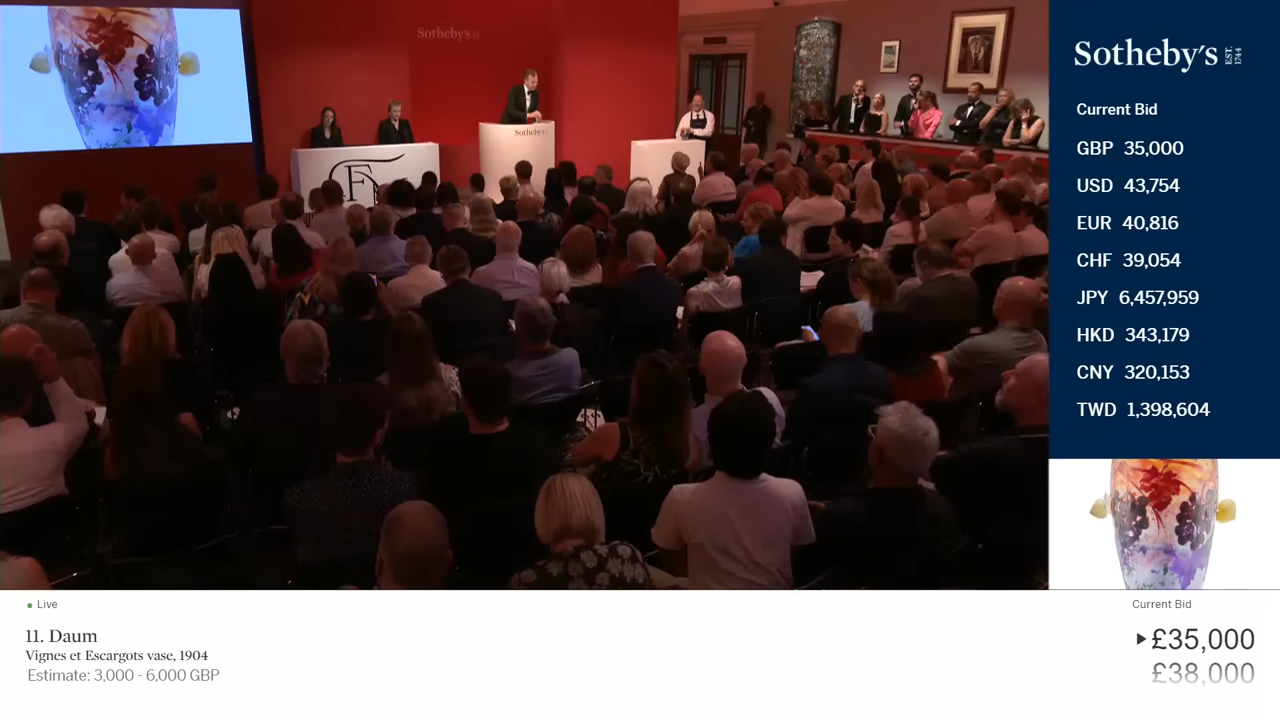 Sotheby's
Sotheby's
Sotheby's EST. 1744
Current Bid
GBP 35,000
USD 43,754
EUR 40,816
CHF 39,054
JPY 6,457,959
HKD 343,179
CNY 320,153
TWD 1,398,604
Live
11. Daum
Vignes et Escargots vase, 1904
Estimate: 3,000 - 6,000 GBP
Current Bid
£35,000
£38,000